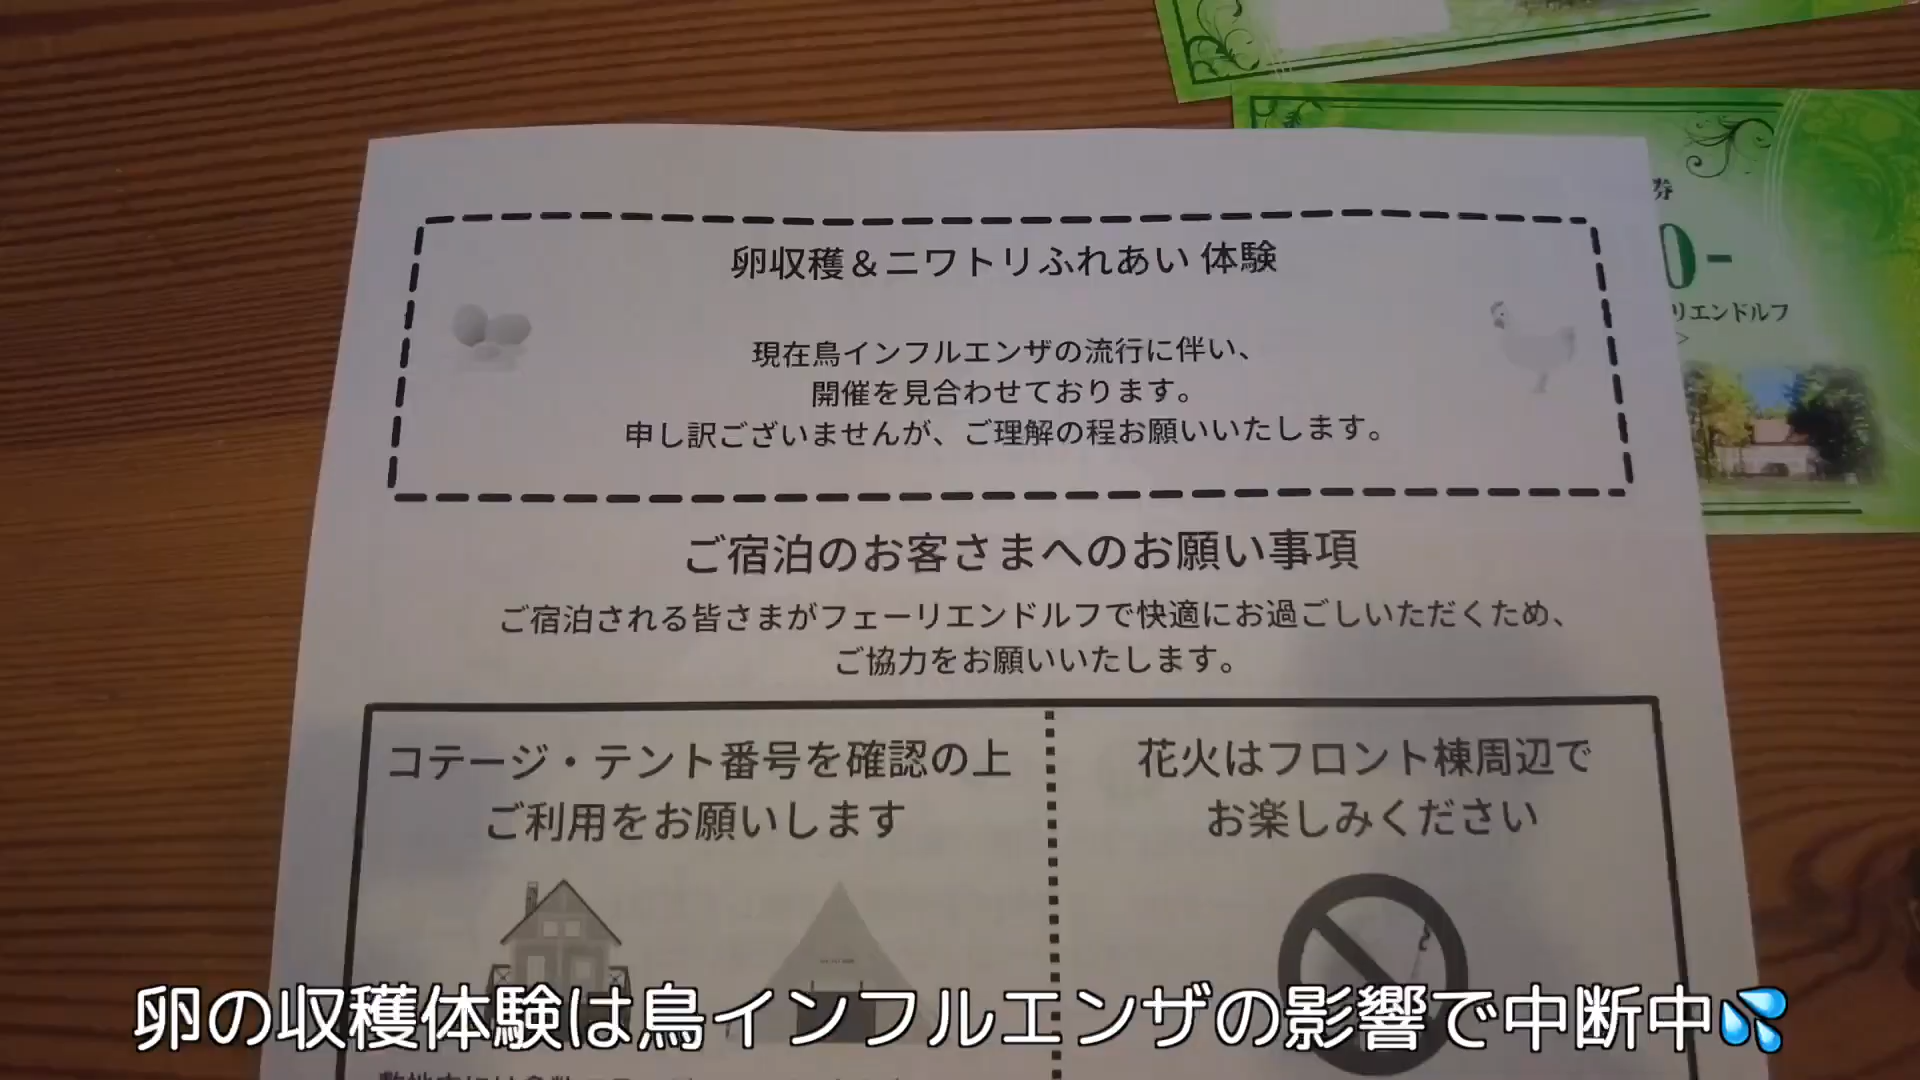 卵収穫＆ニワトリふれあい 体験
現在鳥インフルエンザの流行に伴い、
開催を見合わせております。
申し訳ございませんが、ご理解の程お願いいたします。
券
0-
リエンドルフ
ご宿泊のお客さまへのお願い事項
ご宿泊される皆さまがフェーリエンドルフで快適にお過ごしいただくため、
ご協力をお願いいたします。
コテージ・テント番号を確認の上
ご利用をお願いします
花火はフロント棟周辺で
お楽しみください
卵の収穫体験は鳥インフルエンザの影響で中断中💦